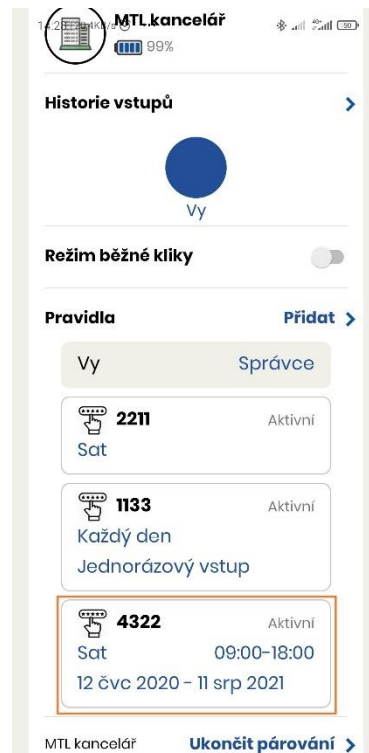 MTL.kancelář
99%
Historie vstupů
Vy
Režim běžné kliky
Pravidla Přidat
Vy Správce
2211 Aktivní
Sat
1133 Aktivní
Každý den
Jednorázový vstup
4322 Aktivní
Sat 09:00-18:00
12 čvc 2020 - 11 srp 2021
MTL kancelář Ukončit párování